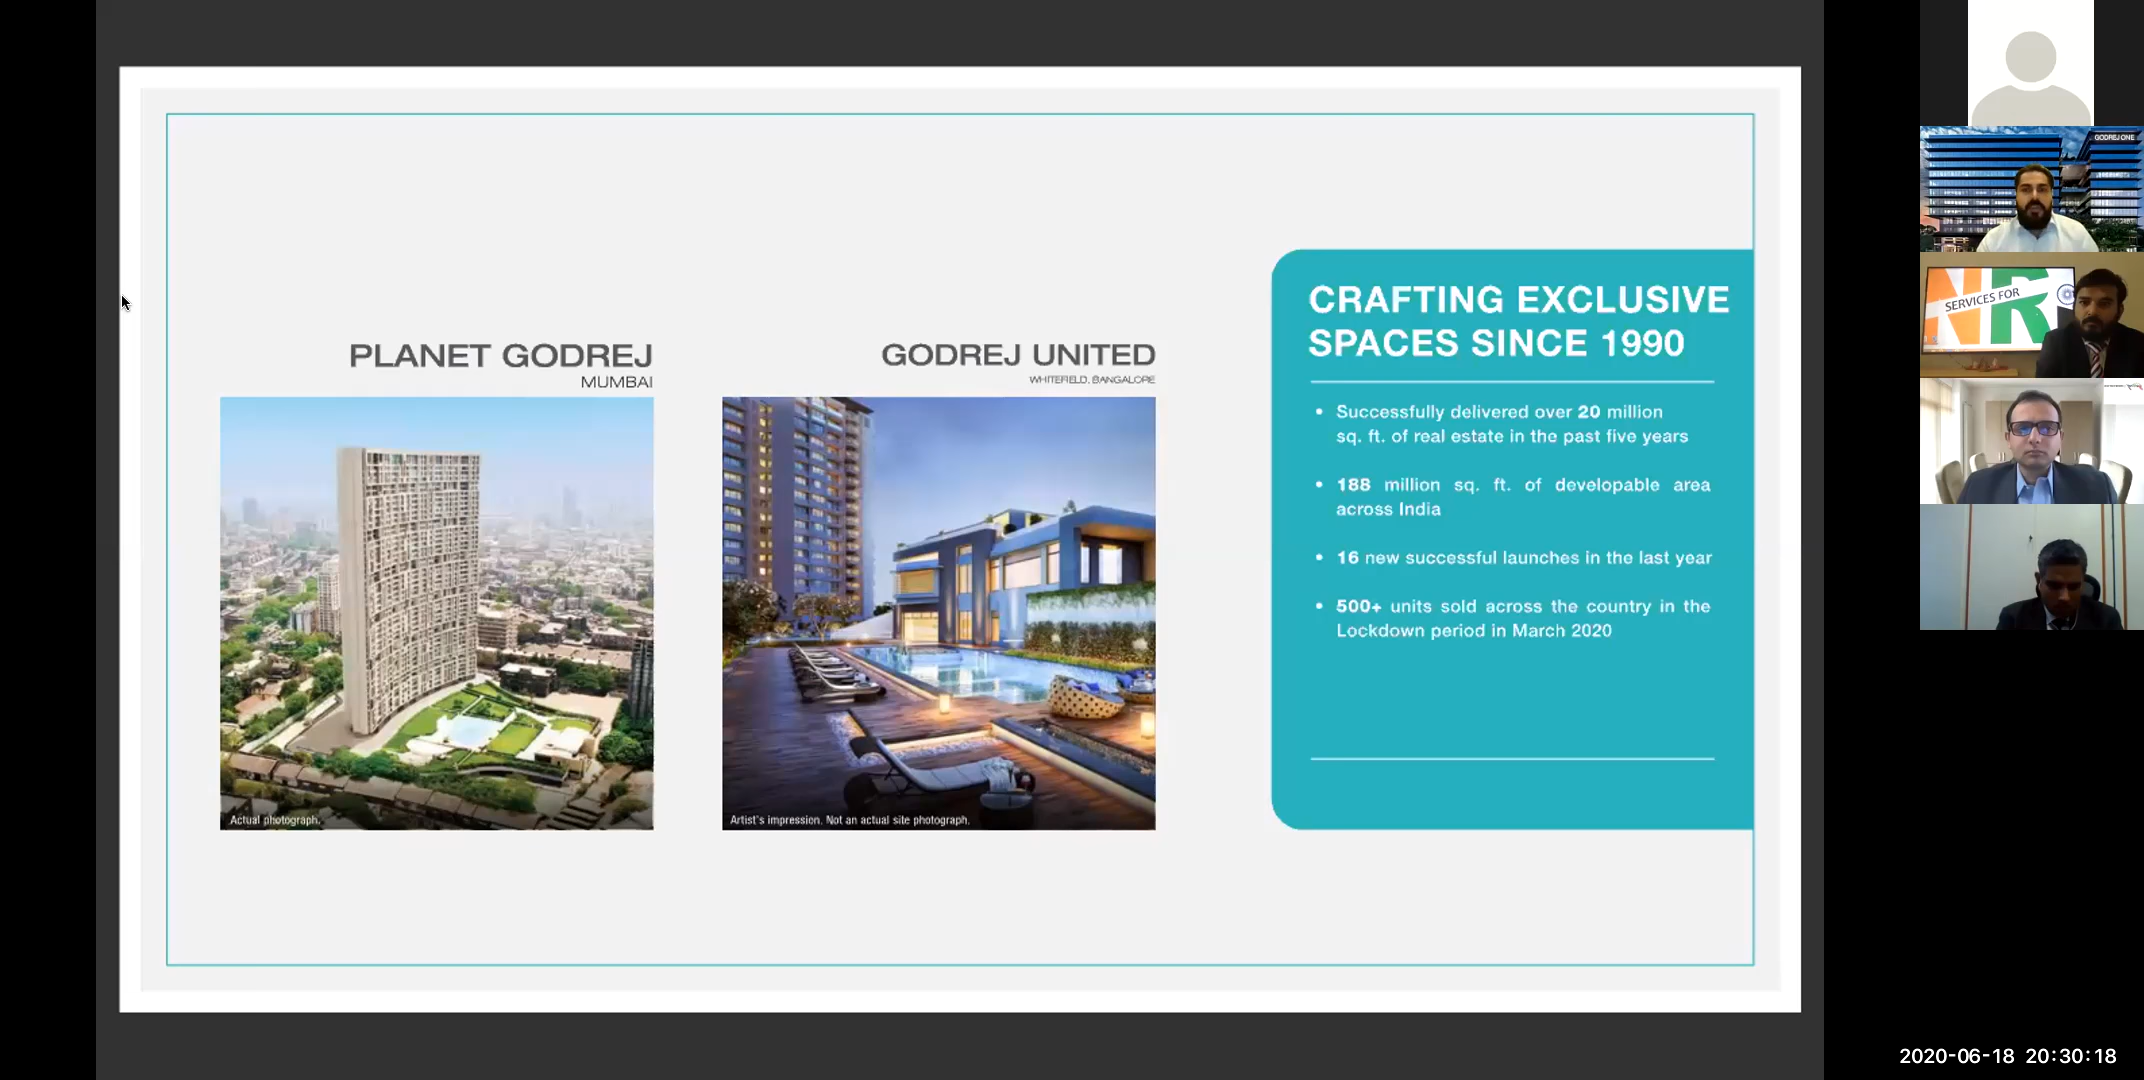 PLANET GODREJ
MUMBAI
Actual photograph.
GODREJ UNITED
WHITEFIELD, BANGALORE
Artist's impression. Not an actual site photograph.
CRAFTING EXCLUSIVE
SPACES SINCE 1990
• Successfully delivered over 20 million
sq. ft. of real estate in the past five years
• 188 million sq. ft. of developable area
across India
• 16 new successful launches in the last year
• 500+ units sold across the country in the
Lockdown period in March 2020
GODREJ ONE
SERVICES FOR
NR
2020-06-18 20:30:18